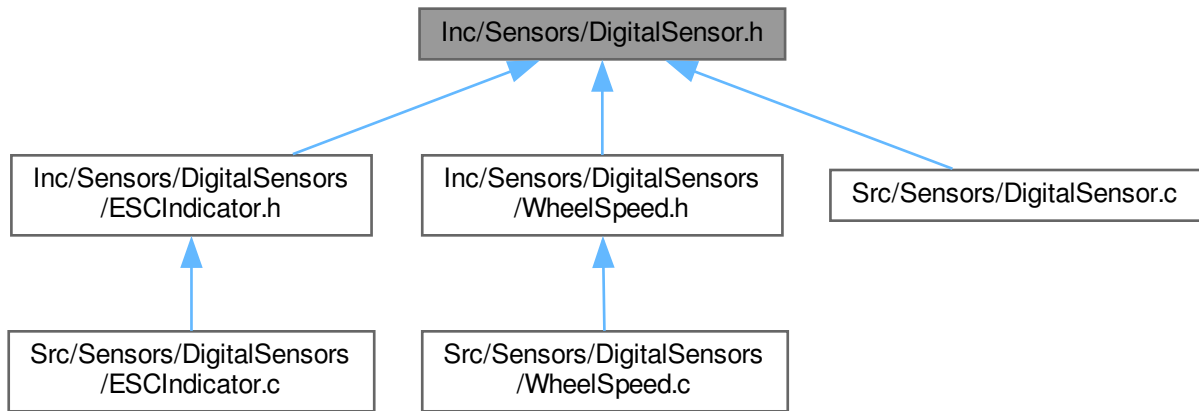 Inc/Sensors/DigitalSensor.h
Inc/Sensors/DigitalSensors
/ESCIndicator.h
Inc/Sensors/DigitalSensors
/WheelSpeed.h
Src/Sensors/DigitalSensor.c
Src/Sensors/DigitalSensors
/ESCIndicator.c
Src/Sensors/DigitalSensors
/WheelSpeed.c